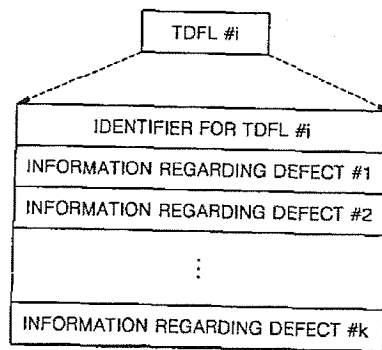 TDFL #i
IDENTIFIER FOR TDFL #i
INFORMATION REGARDING DEFECT #1
INFORMATION REGARDING DEFECT #2
⋮
INFORMATION REGARDING DEFECT #k